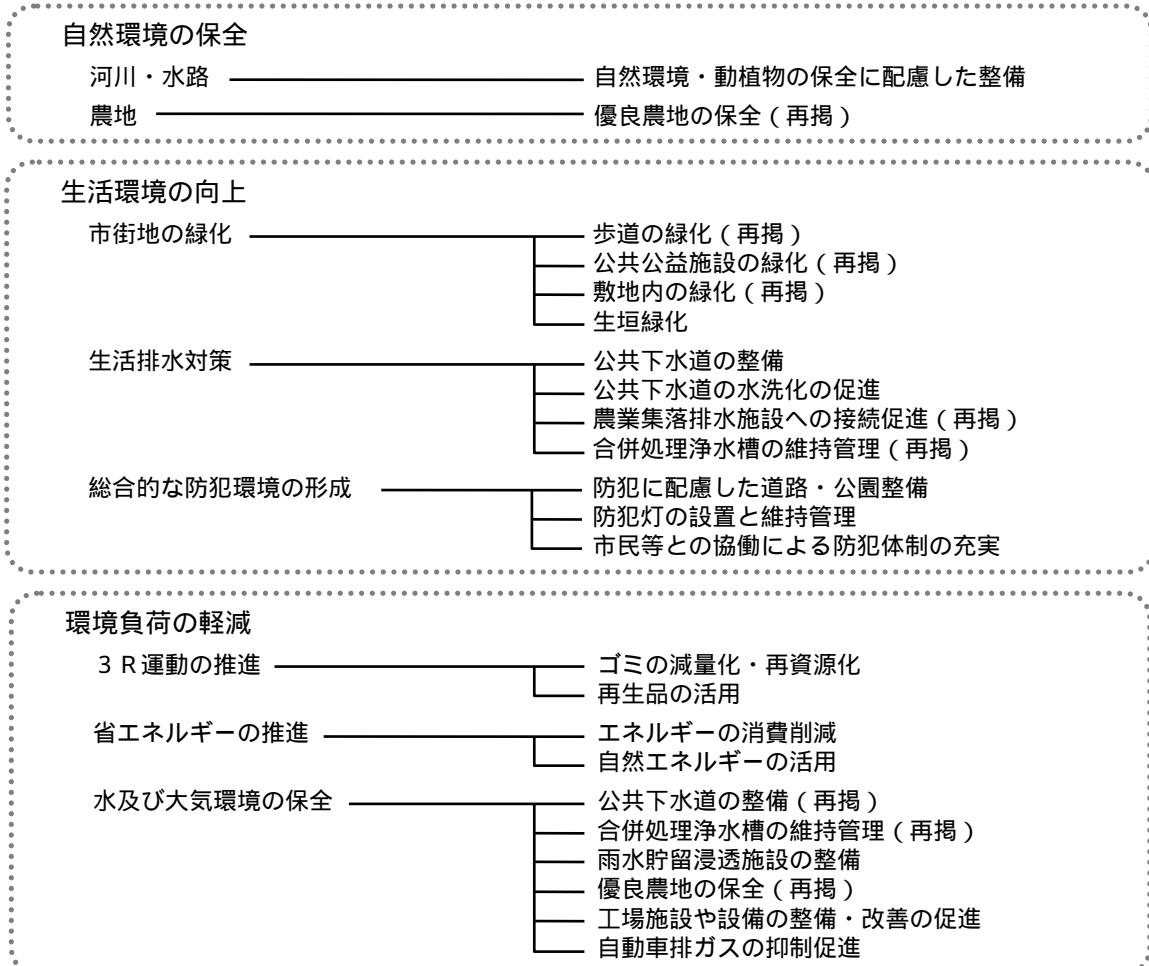 自然環境の保全
河川・水路 自然環境・動植物の保全に配慮した整備
農地 優良農地の保全（再掲）
生活環境の向上
市街地の緑化 歩道の緑化（再掲）
公共公益施設の緑化（再掲）
敷地内の緑化（再掲）
生垣緑化
生活排水対策 公共下水道の整備
公共下水道の水洗化の促進
農業集落排水施設への接続促進（再掲）
合併処理浄水槽の維持管理（再掲）
総合的な防犯環境の形成 防犯に配慮した道路・公園整備
防犯灯の設置と維持管理
市民等との協働による防犯体制の充実
環境負荷の軽減
３Ｒ運動の推進 ゴミの減量化・再資源化
再生品の活用
省エネルギーの推進 エネルギーの消費削減
自然エネルギーの活用
水及び大気環境の保全 公共下水道の整備（再掲）
合併処理浄水槽の維持管理（再掲）
雨水貯留浸透施設の整備
優良農地の保全（再掲）
工場施設や設備の整備・改善の促進
自動車排ガスの抑制促進